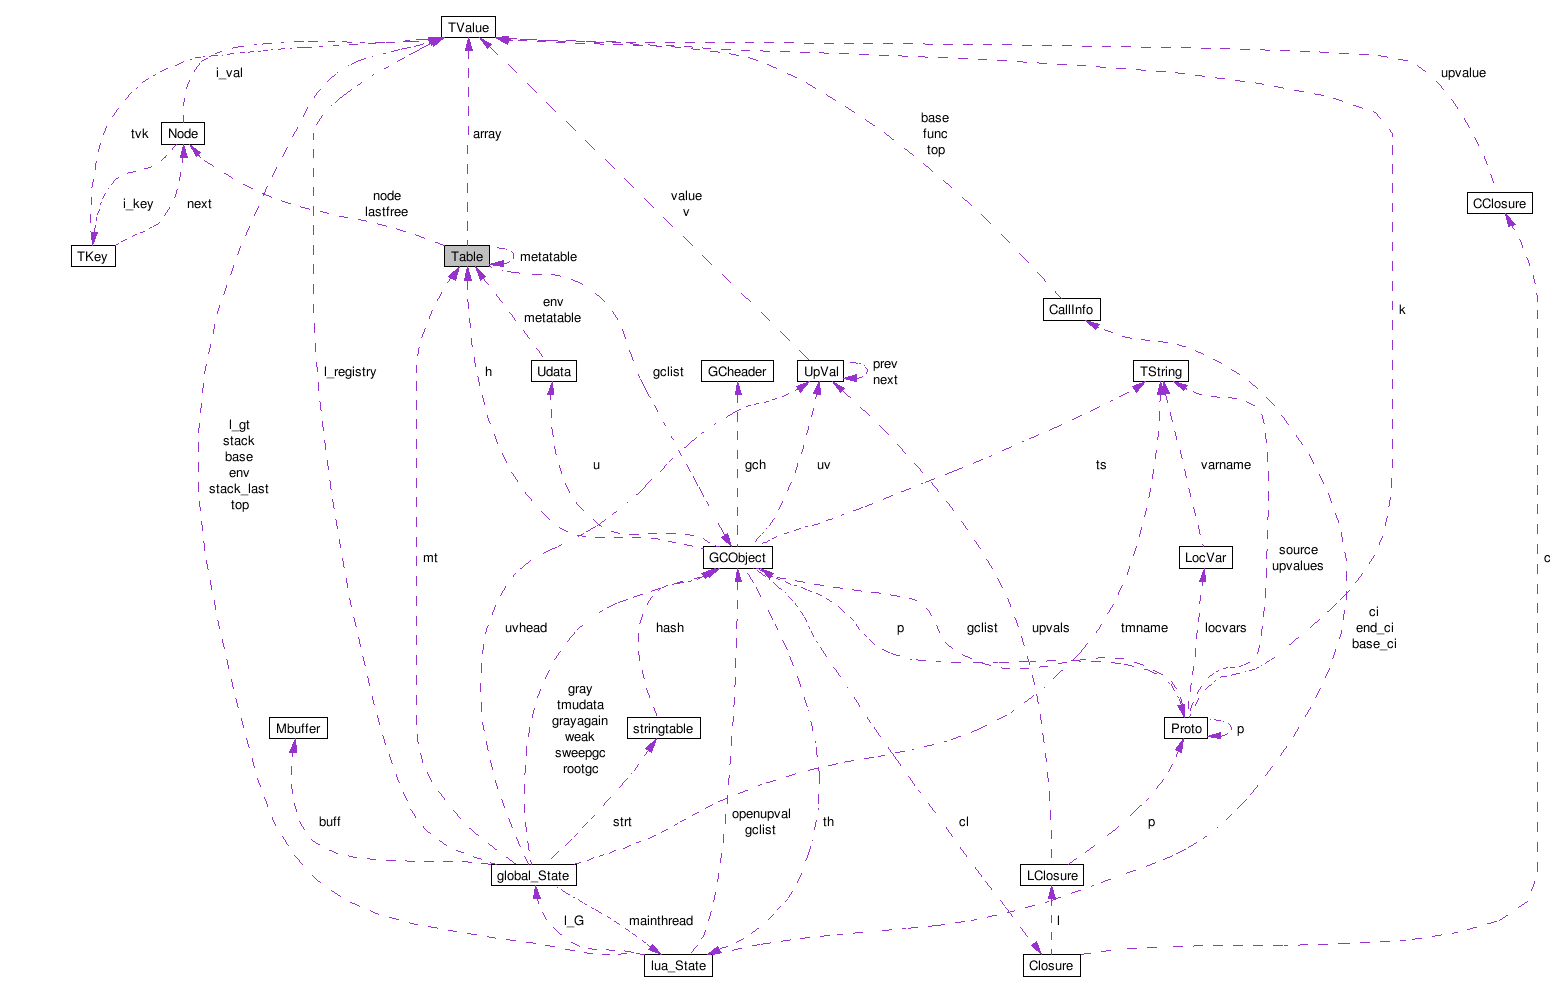 TValue
i_val
upvalue
base
func
top
tvk
Node
array
node
lastfree
value
v
i_key
next
CClosure
TKey
Table
metatable
env
metatable
CallInfo
k
l_registry
h
Udata
gclist
GCheader
UpVal
prev
next
TString
l_gt
stack
base
env
stack_last
top
u
gch
uv
ts
varname
mt
GCObject
LocVar
source
upvalues
c
uvhead
hash
p
gclist
upvals
tmname
locvars
ci
end_ci
base_ci
gray
tmudata
grayagain
weak
sweepgc
rootgc
Mbuffer
stringtable
Proto
p
buff
strt
openupval
gclist
th
cl
p
global_State
LClosure
l_G
mainthread
l
lua_State
Closure